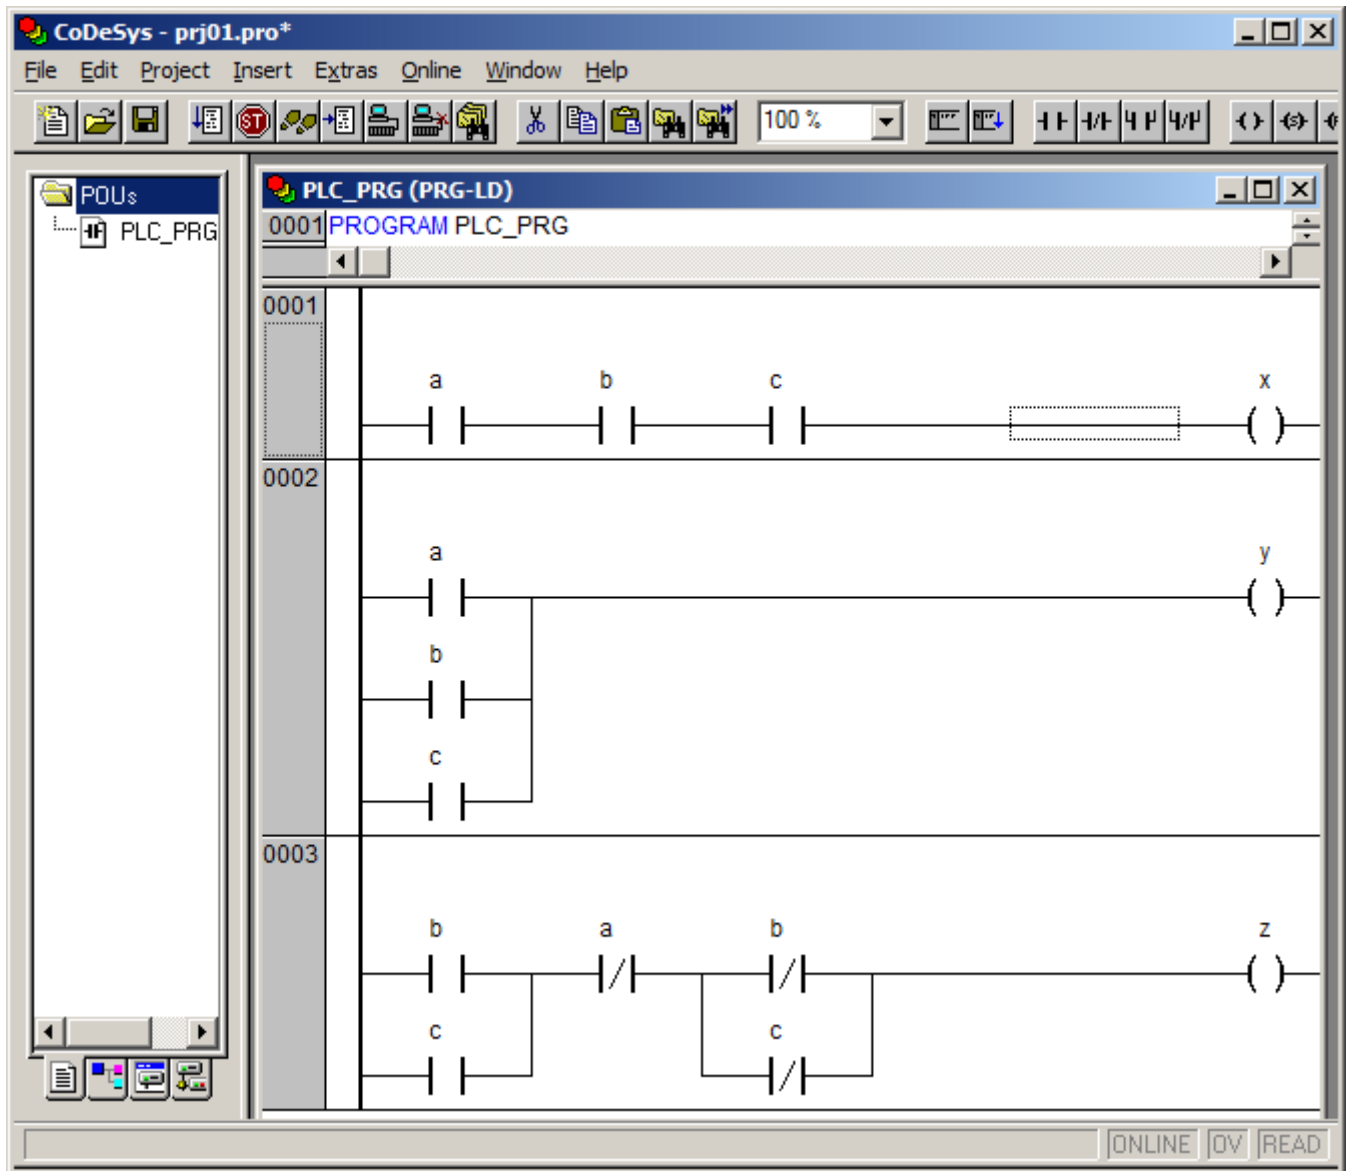 CoDeSys - prj01.pro*
File Edit Project Insert Extras Online Window Help
ST 100 % (S)
POUs
PLC_PRG
PLC_PRG (PRG-LD)
0001 PROGRAM PLC_PRG
0001
a b c x
0002
a y
b
c
0003
b a b z
c c
ONLINE OV READ